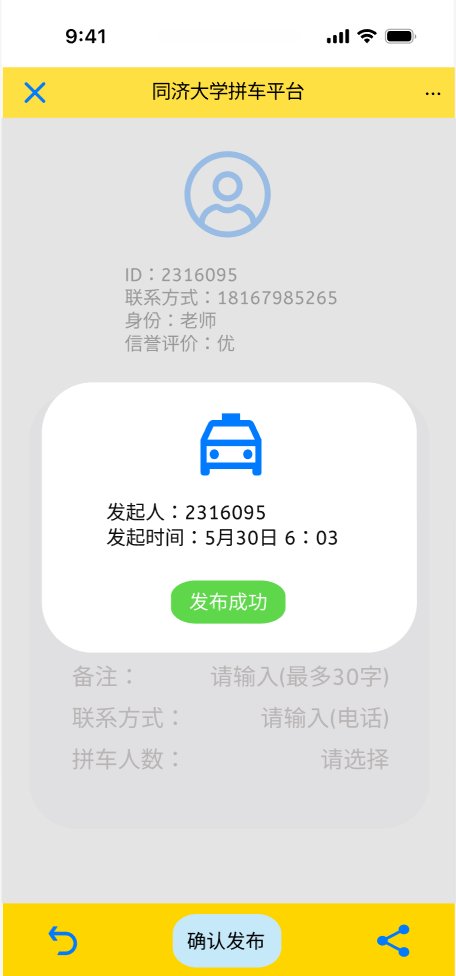 9:41
同济大学拼车平台
...
ID：2316095
联系方式：18167985265
身份：老师
信誉评价：优
发起人：2316095
发起时间：5月30日 6：03
发布成功
备注： 请输入(最多30字)
联系方式： 请输入(电话)
拼车人数： 请选择
确认发布